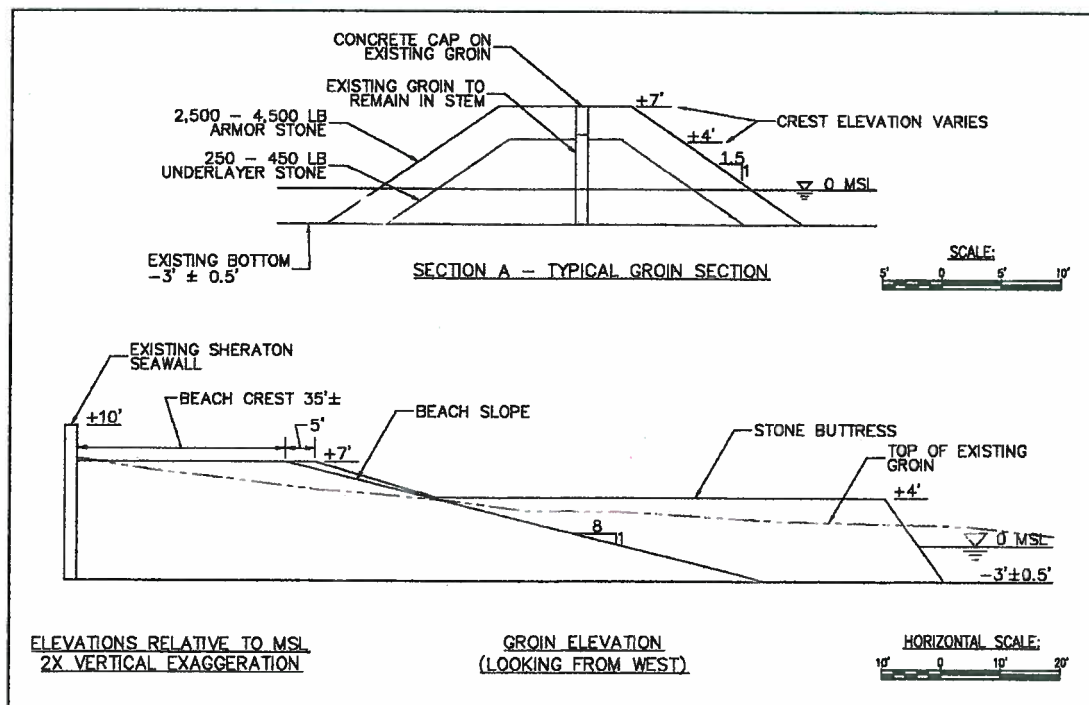 CONCRETE CAP ON
EXISTING GROIN
EXISTING GROIN TO
REMAIN IN STEM
2,500 – 4,500 LB
ARMOR STONE
250 – 450 LB
UNDERLAYER STONE
+7'
±4'
CREST ELEVATION VARIES
1.5
1
0 MSL
EXISTING BOTTOM
-3' ± 0.5'
SECTION A – TYPICAL GROIN SECTION
SCALE:
5' 0 5' 10'
EXISTING SHERATON
SEAWALL
+10'
BEACH CREST 35'±
5'
+7'
BEACH SLOPE
STONE BUTTRESS
TOP OF EXISTING
GROIN
+4'
8
1
0 MSL
-3'±0.5'
ELEVATIONS RELATIVE TO MSL
2X VERTICAL EXAGGERATION
GROIN ELEVATION
(LOOKING FROM WEST)
HORIZONTAL SCALE:
10' 0 10' 20'